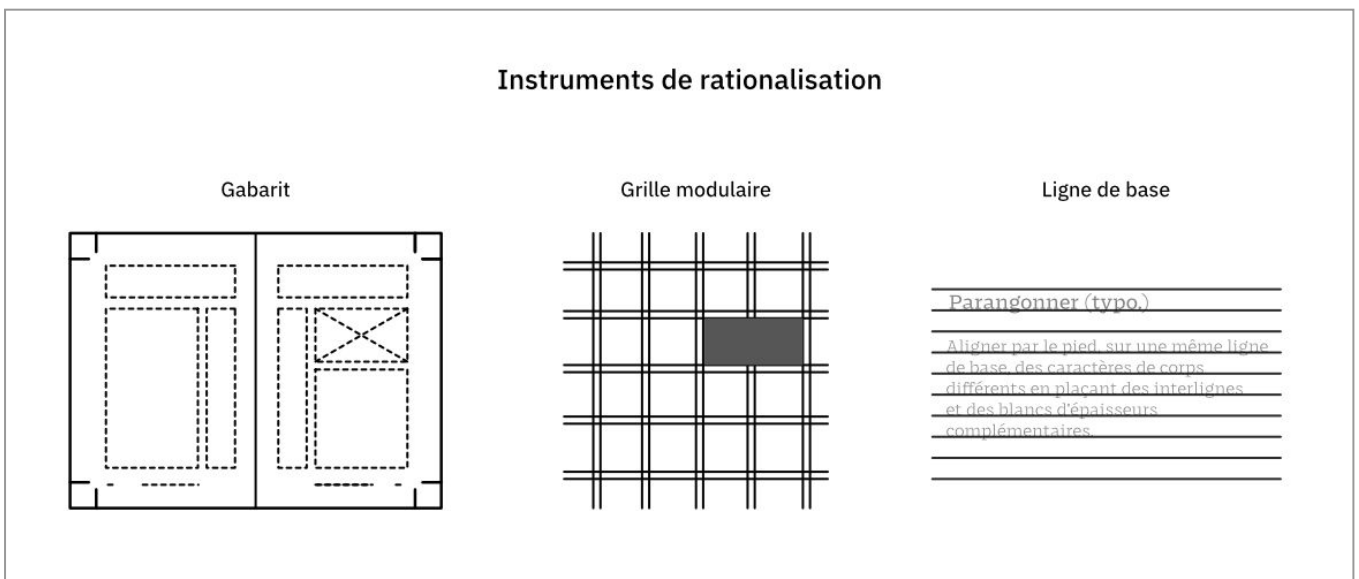 Instruments de rationalisation
Gabarit
Grille modulaire
Ligne de base
Parangonner (typo.)
Aligner par le pied, sur une même ligne
de base, des caractères de corps
différents en plaçant des interlignes
et des blancs d'épaisseurs
complémentaires.